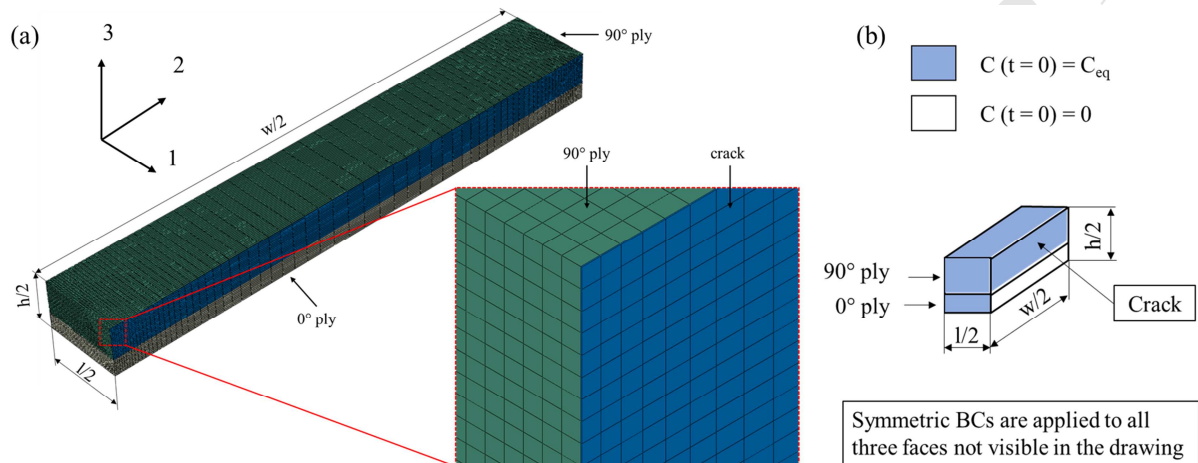 (a)
3
2
1
90° ply
w/2
90° ply
crack
h/2
l/2
0° ply
(b)
C (t = 0) = C_eq
C (t = 0) = 0
90° ply
0° ply
h/2
w/2
l/2
Crack
Symmetric BCs are applied to all
three faces not visible in the drawing